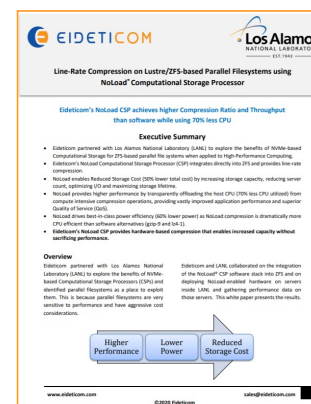 EIDETICOM
Los Alamo
NATIONAL LABORATO
EST. 1943
Line-Rate Compression on Lustre/ZFS-based Parallel Filesystems using
NoLoad® Computational Storage Processor
Eideticom's NoLoad CSP achieves higher Compression Ratio and Throughput
than software while using 70% less CPU
Executive Summary
• Eideticom partnered with Los Alamos National Laboratory (LANL) to explore the benefits of NVMe-based
Computational Storage for ZFS-based parallel file systems when applied to High-Performance Computing.
• Eideticom's NoLoad Computational Storage Processor (CSP) integrates directly into ZFS and provides line-rate
compression.
• NoLoad enables Reduced Storage Cost (50% lower total cost) by increasing storage capacity, reducing server
count, optimizing I/O and maximizing storage lifetime.
• NoLoad provides higher performance by transparently offloading the host CPU (70% less CPU utilized) from
compute intensive compression operations, providing vastly improved application performance and superior
Quality of Service (QoS).
• NoLoad drives best-in-class power efficiency (60% lower power) as NoLoad compression is dramatically more
CPU efficient than software alternatives (gzip-9 and lz4-1).
• Eideticom's NoLoad CSP provides hardware-based compression that enables increased capacity without
sacrificing performance.
Overview
Eideticom partnered with Los Alamos National
Laboratory (LANL) to explore the benefits of NVMe-
based Computational Storage Processors (CSPs) and
identified parallel filesystems as a place to exploit
them. This is because parallel filesystems are very
sensitive to performance and have aggressive cost
considerations.
Eideticom and LANL collaborated on the integration
of the NoLoad® CSP software stack into ZFS and on
deploying NoLoad-enabled hardware on servers
inside LANL and gathering performance data on
those servers. This white paper presents the results.
Higher
Performance
Lower
Power
Reduced
Storage Cost
www.eideticom.com
sales@eideticom.com
©2020 Eideticom